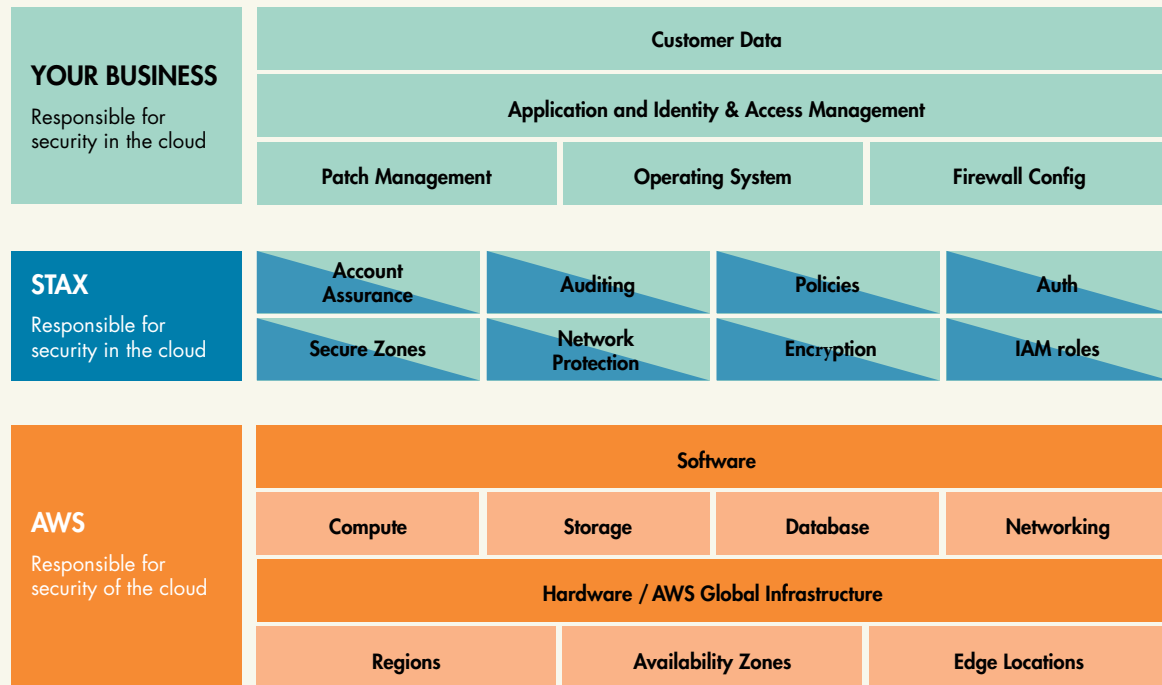 YOUR BUSINESS
Responsible for
security in the cloud
Customer Data
Application and Identity & Access Management
Patch Management
Operating System
Firewall Config
STAX
Responsible for
security in the cloud
Account
Assurance
Auditing
Policies
Auth
Secure Zones
Network
Protection
Encryption
IAM roles
AWS
Responsible for
security of the cloud
Software
Compute
Storage
Database
Networking
Hardware / AWS Global Infrastructure
Regions
Availability Zones
Edge Locations